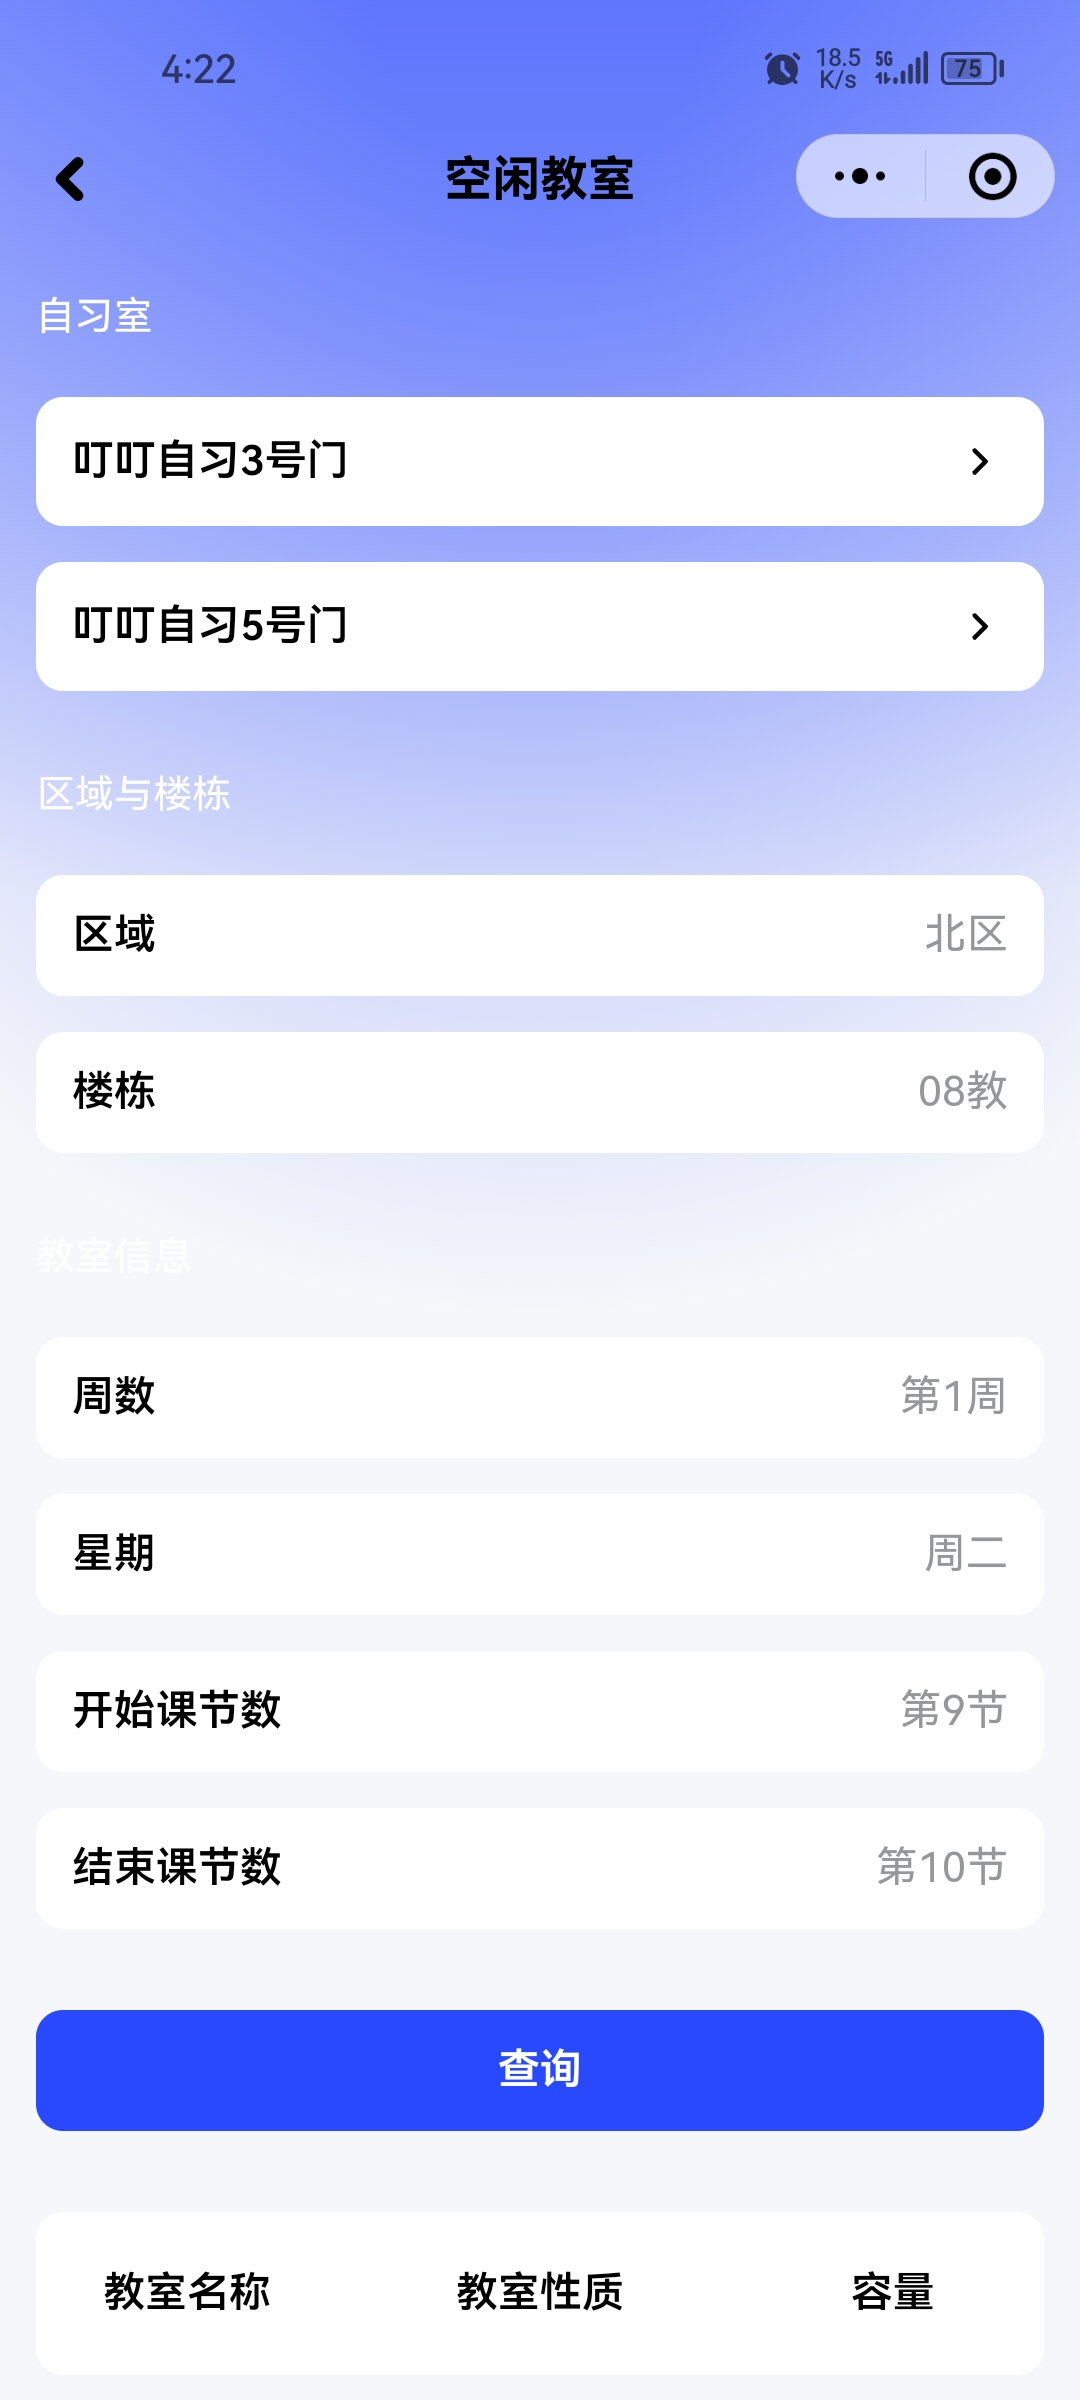 4:22
18.5 K/s
5G
75
空闲教室
自习室
叮叮自习3号门
叮叮自习5号门
区域与楼栋
区域 北区
楼栋 08教
教室信息
周数 第1周
星期 周二
开始课节数 第9节
结束课节数 第10节
查询
教室名称 教室性质 容量